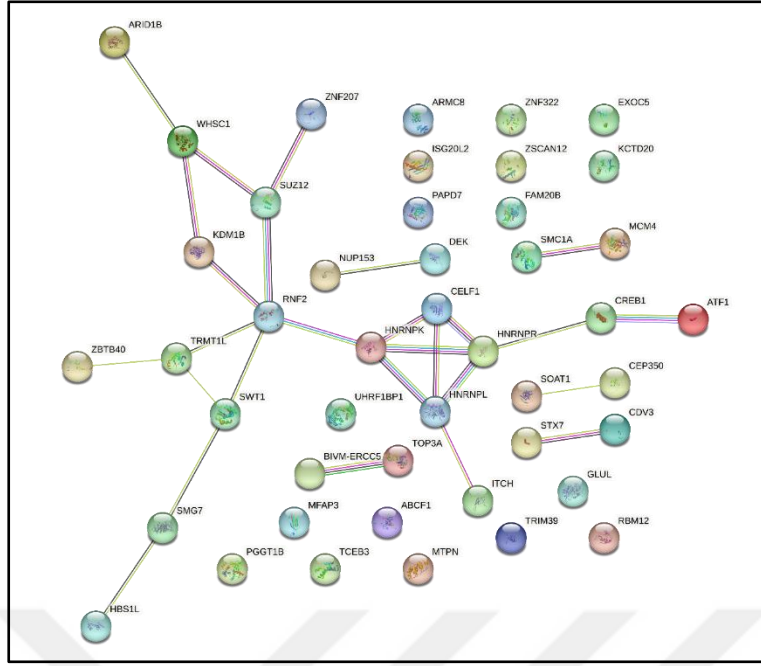 ARID1B
ZNF207
WHSC1
ARMC8
ZNF322
EXOC5
ISG20L2
ZSCAN12
KCTD20
SUZ12
PAPD7
FAM20B
KDM1B
DEK
SMC1A
MCM4
NUP153
RNF2
CELF1
CREB1
ATF1
HNRNPK
HNRNPR
ZBTB40
TRMT1L
SOAT1
CEP350
SWT1
UHRF1BP1
HNRNPL
STX7
CDV3
BIVM-ERCC5
TOP3A
ITCH
GLUL
SMG7
MFAP3
ABCF1
TRIM39
RBM12
PGGT1B
TCEB3
MTPN
HBS1L